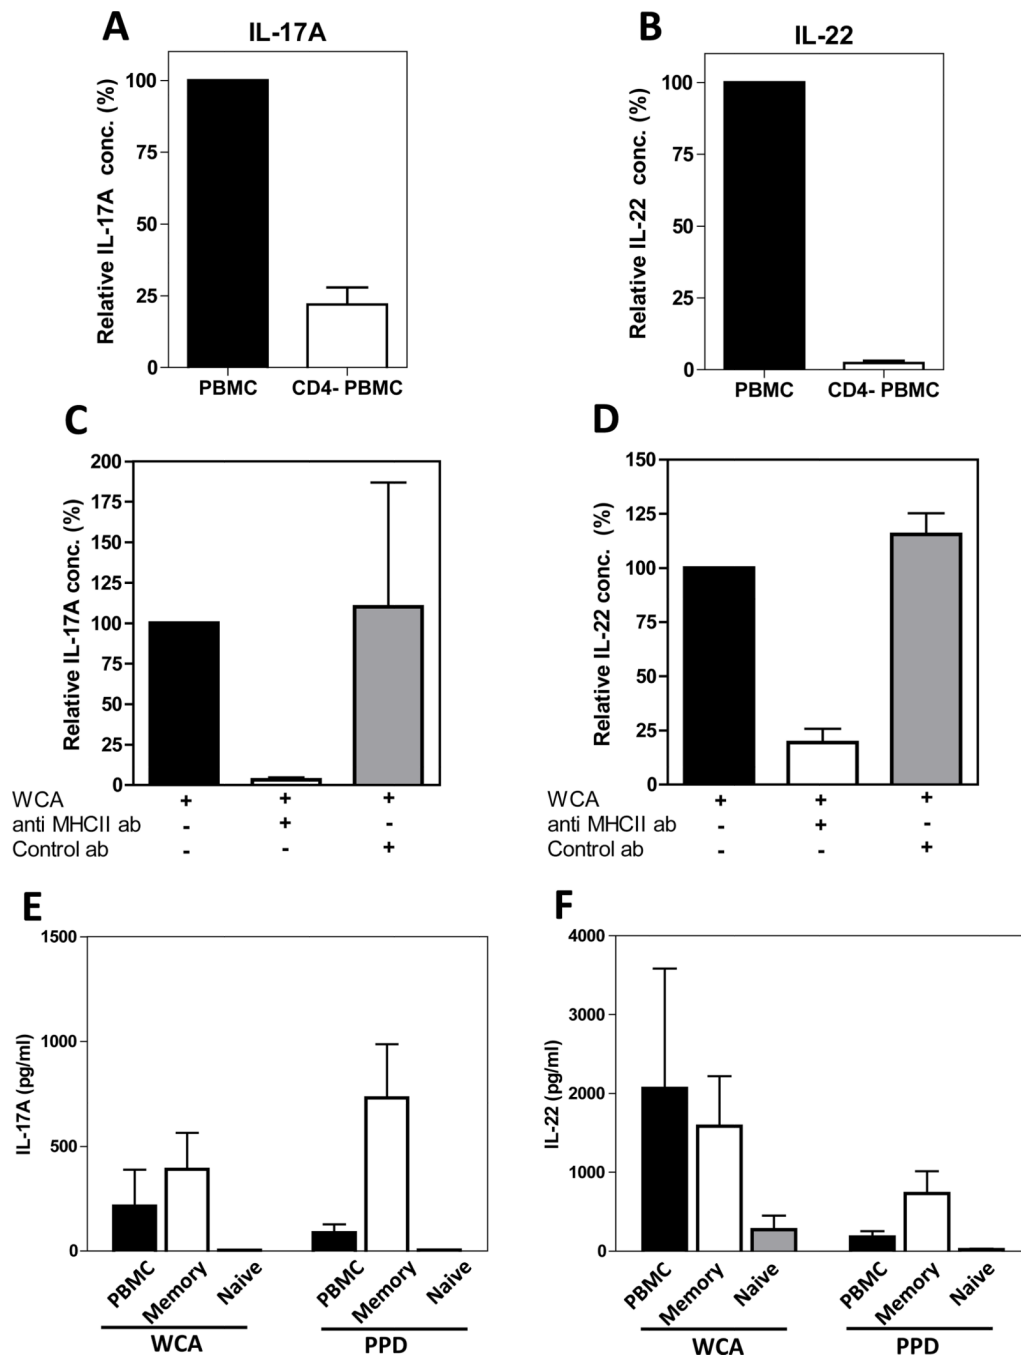 A
IL-17A
Relative IL-17A conc. (%)
100
75
50
25
0
PBMC
CD4- PBMC
B
IL-22
Relative IL-22 conc. (%)
100
75
50
25
0
PBMC
CD4- PBMC
C
Relative IL-17A conc. (%)
200
175
150
125
100
75
50
25
0
WCA + + +
anti MHCII ab - + -
Control ab - - +
D
Relative IL-22 conc. (%)
150
125
100
75
50
25
0
WCA + + +
anti MHCII ab - + -
Control ab - - +
E
IL-17A (pg/ml)
1500
1000
500
0
PBMC
Memory
Naive
PBMC
Memory
Naive
WCA
PPD
F
IL-22 (pg/ml)
4000
3000
2000
1000
0
PBMC
Memory
Naive
PBMC
Memory
Naive
WCA
PPD